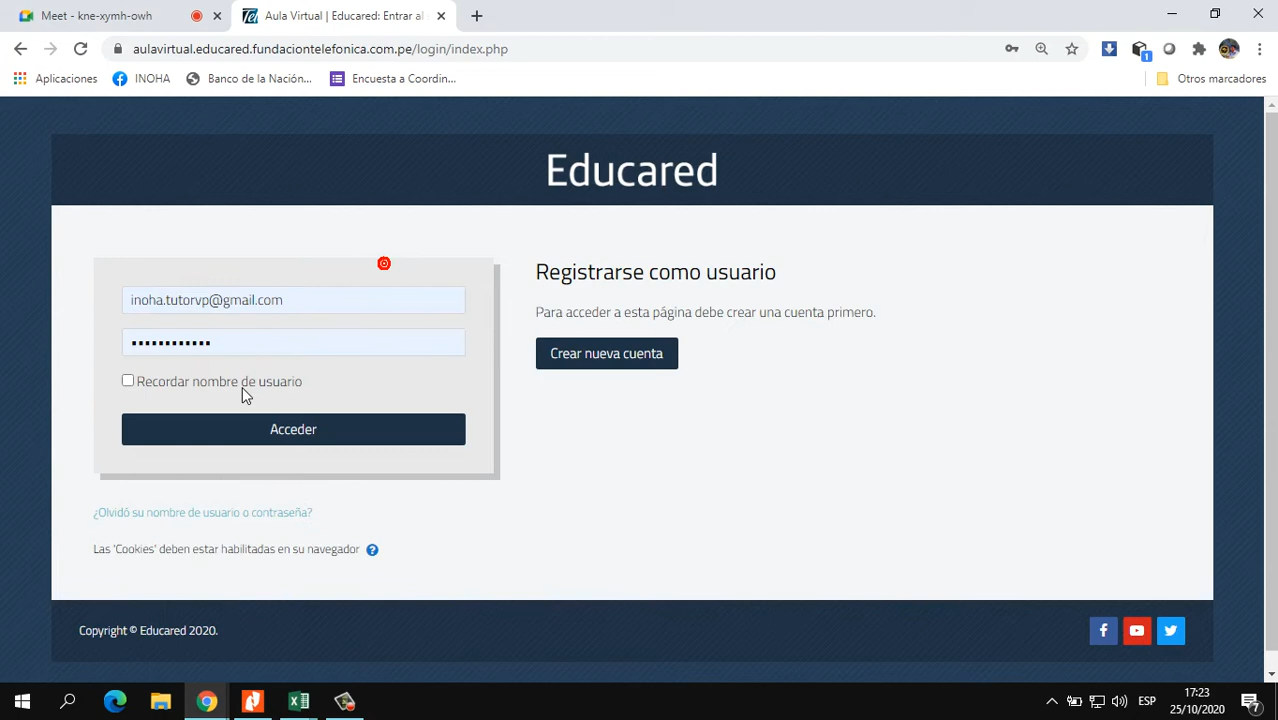 Meet - kne-xymh-owh
Aula Virtual | Educared: Entrar al
aulavirtual.educared.fundaciontelefonica.com.pe/login/index.php
1
Aplicaciones
INOHA
Banco de la Nación...
Encuesta a Coordin...
Otros marcadores
Educared
inoha.tutorvp@gmail.com
••••••••••••
Recordar nombre de usuario
Acceder
¿Olvidó su nombre de usuario o contraseña?
Las 'Cookies' deben estar habilitadas en su navegador ?
Registrarse como usuario
Para acceder a esta página debe crear una cuenta primero.
Crear nueva cuenta
Copyright © Educared 2020.
ESP
17:23
25/10/2020
7